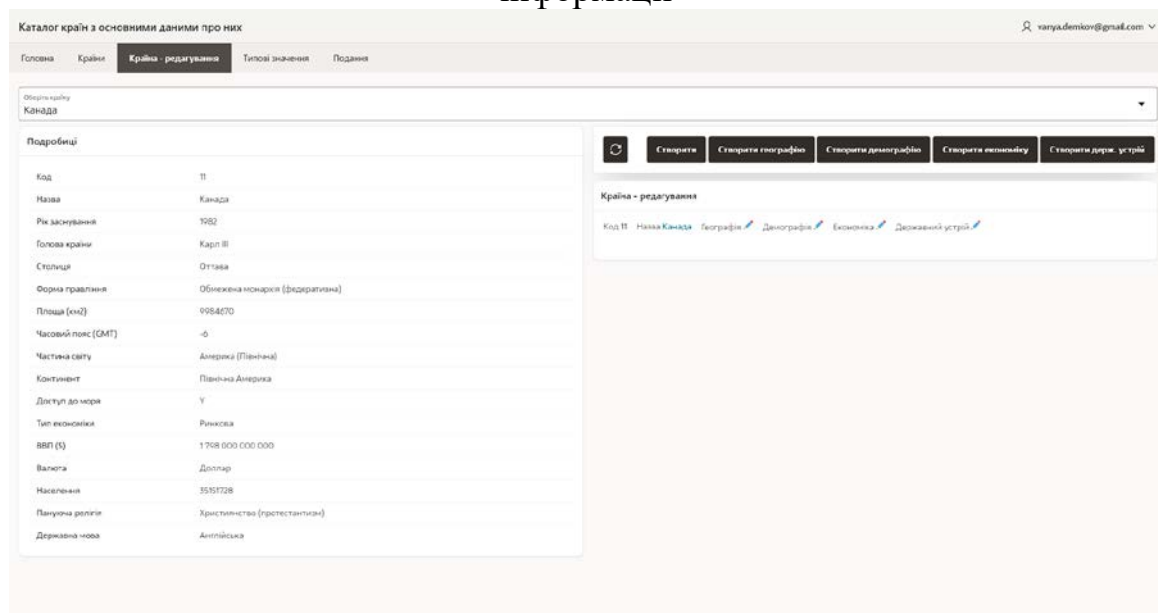 інформації
Каталог країн з основними даними про них
vanya.demkov@gmail.com
Головна Країни Країна - редагування Типові значення Подання
Оберіть країну
Канада
Подробиці
Створити Створити географію Створити демографію Створити економіку Створити держ. устрій
Код 11
Країна - редагування
Назва Канада
Рік заснування 1982
Код 11 Назва Канада Географія Демографія Економіка Державний устрій
Голова країни Карл III
Столиця Оттава
Форма правління Обмежена монархія (федеративна)
Площа (км2) 9984670
Часовий пояс (GMT) -6
Частина світу Америка (Північна)
Континент Північна Америка
Доступ до моря Y
Тип економіки Ринкова
ВВП ($) 1 798 000 000 000
Валюта Доллар
Населення 35151728
Пануюча релігія Християнство (протестантизм)
Державна мова Англійська